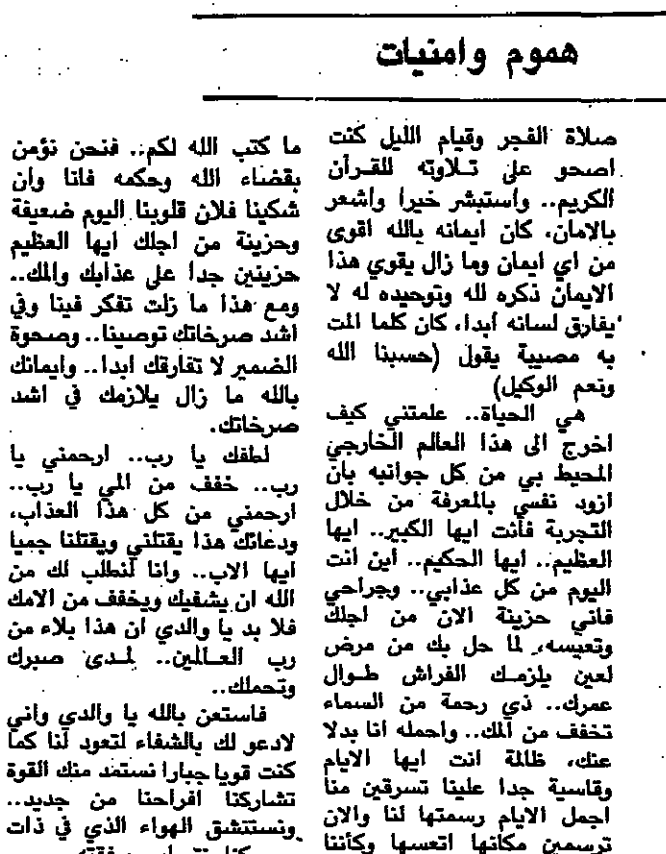 هموم وامنيات
صلاة الفجر وقيام الليل كنت
اصحو على تلاوته للقرأن
الكريم.. واستبشر خيرا واشعر
بالامان، كان ايمانه بالله اقوى
من اي ايمان وما زال يقوي هذا
الايمان ذكره لله وتوحيده له لا
يفارق لسانه أبدا، كان كلما المت
به مصيبة يقول (حسبنا الله
ونعم الوكيل)
هي الحياة.. علمتني كيف
اخرج الى هذا العالم الخارجي
المحيط بي من كل جوانبه بان
ازود نفسي بالمعرفة من خلال
التجربة فأنت ايها الكبير.. ايها
العظيم.. ايها الحكيم.. اين انت
اليوم من كل عذابي.. وجراحي
فاني حزينة الان من اجلك
وتعيسه، لما حل بك من مرض
لعين يلزمك الفراش طوال
عمرك.. ذي رحمة من السماء
تخفف من المك.. واحمله انا بدلا
عنك، ظالمة انت ايها الايام
وقاسية جدا علينا تسرقين منا
اجمل الايام رسمتها لنا والان
ترسمين مكانها اتعسها وكأننا
ما كتب الله لكم.. فنحن نؤمن
بقضاء الله وحكمه فانا وان
شكينا فلان قلوبنا اليوم ضعيفة
وحزينة من اجلك ايها العظيم
حزينين جدا على عذابك والمك..
ومع هذا ما زلت تفكر فينا وفي
اشد صرخاتك توصينا.. وصحوة
الضمير لا تفارقك ابدا.. وايمانك
بالله ما زال يلازمك في اشد
صرخاتك.
لطفك يا رب.. ارحمني يا
رب.. خفف من المي يا رب..
ارحمني من كل هذا العذاب،
ودعائك هذا يقتلني ويقتلنا جميا
ايها الاب.. وانا لنطلب لك من
الله ان يشفيك ويخفف من الامك
فلا بد يا والدي ان هذا بلاء من
رب العالمين.. لمدى صبرك
وتحملك..
فاستعن بالله يا والدي واني
لادعو لك بالشفاء لتعود لنا كما
كنت قويا جبارا نستمد منك القوة
تشاركنا افراحنا من جديد..
ونستنشق الهواء الذي في ذات